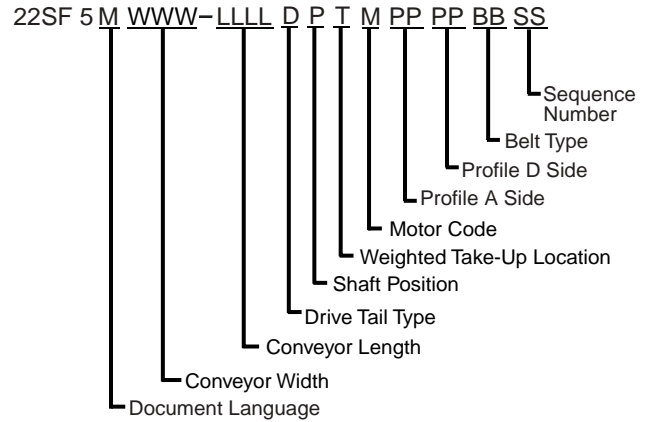 22SF 5 M WWW–LLLL D P T M PP PP BB SS
Sequence
Number
Belt Type
Profile D Side
Profile A Side
Motor Code
Weighted Take-Up Location
Shaft Position
Drive Tail Type
Conveyor Length
Conveyor Width
Document Language